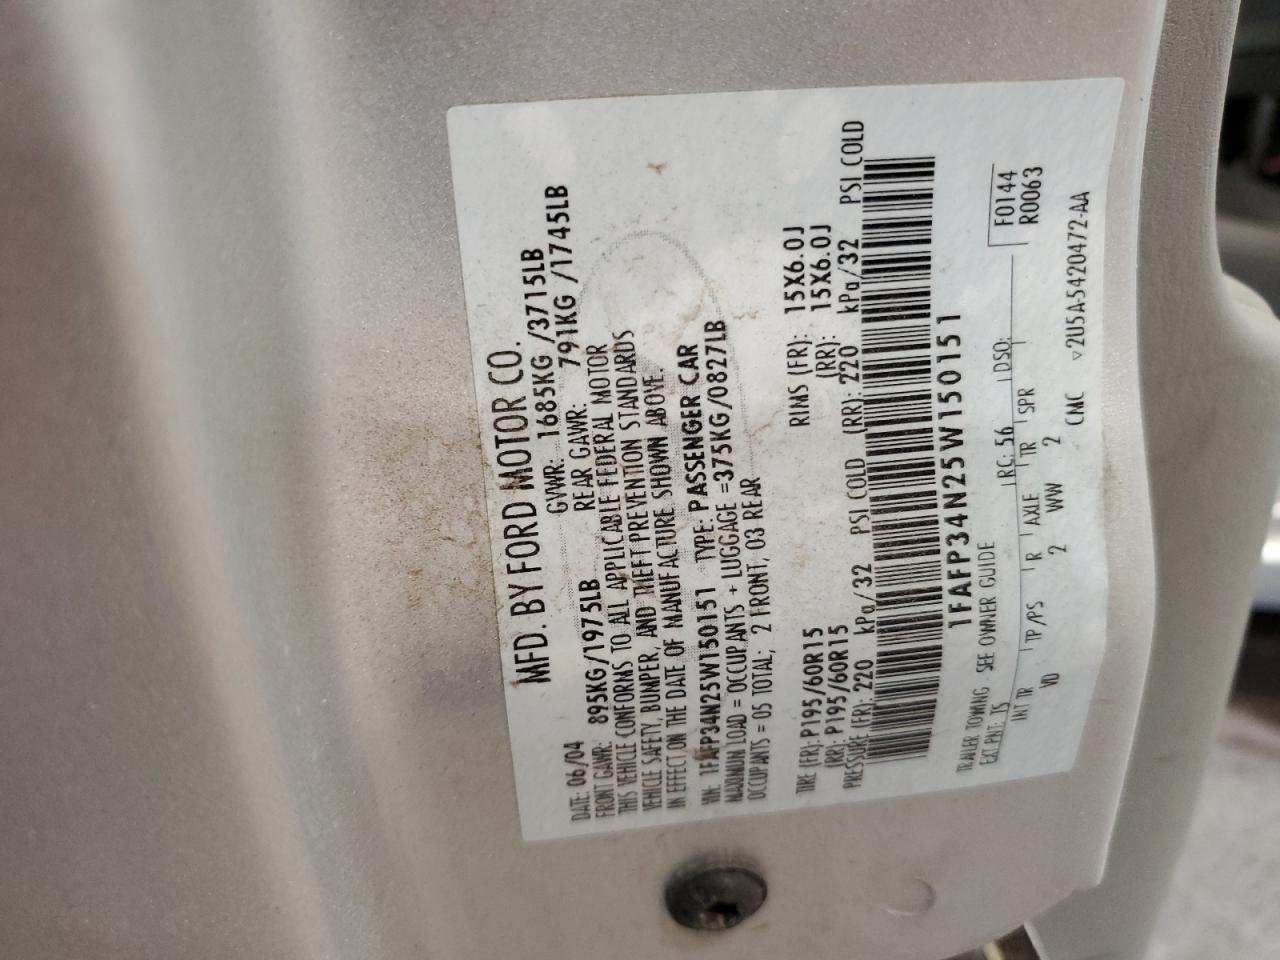 MFD. BY FORD MOTOR CO.
DATE: 06/04 GVWR: 1685KG /3715LB
FRONT GAWR: 895KG/1975LB REAR GAWR: 791KG /1745LB
THIS VEHICLE CONFORMS TO ALL APPLICABLE FEDERAL MOTOR
VEHICLE SAFETY, BUMPER, AND THEFT PREVENTION STANDARDS
IN EFFECT ON THE DATE OF MANUFACTURE SHOWN ABOVE.
VIN: 1FAFP34N25W150151 TYPE: PASSENGER CAR
MAXIMUM LOAD = OCCUPANTS + LUGGAGE =375KG/0827LB
OCCUPANTS = 05 TOTAL; 2 FRONT, 03 REAR
TIRE (FR): P195/60R15 RIMS (FR): 15X6.0J
(RR): P195/60R15 (RR): 15X6.0J
PRESSURE (FR): 220 kPa/32 PSI COLD (RR): 220 kPa/32 PSI COLD
1FAFP34N25W150151
TRAILER TOWING - SEE OWNER GUIDE
EXT PNT: TS RC: 56 DSO: F0144
INT TR TP/PS R AXLE TR SPR R0063
VD 2 WW 2
CMC v2U5A-5420472-AA